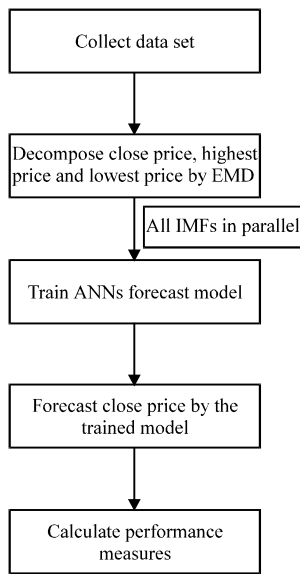 Collect data set
Decompose close price, highest
price and lowest price by EMD
All IMFs in parallel
Train ANNs forecast model
Forecast close price by the
trained model
Calculate performance
measures